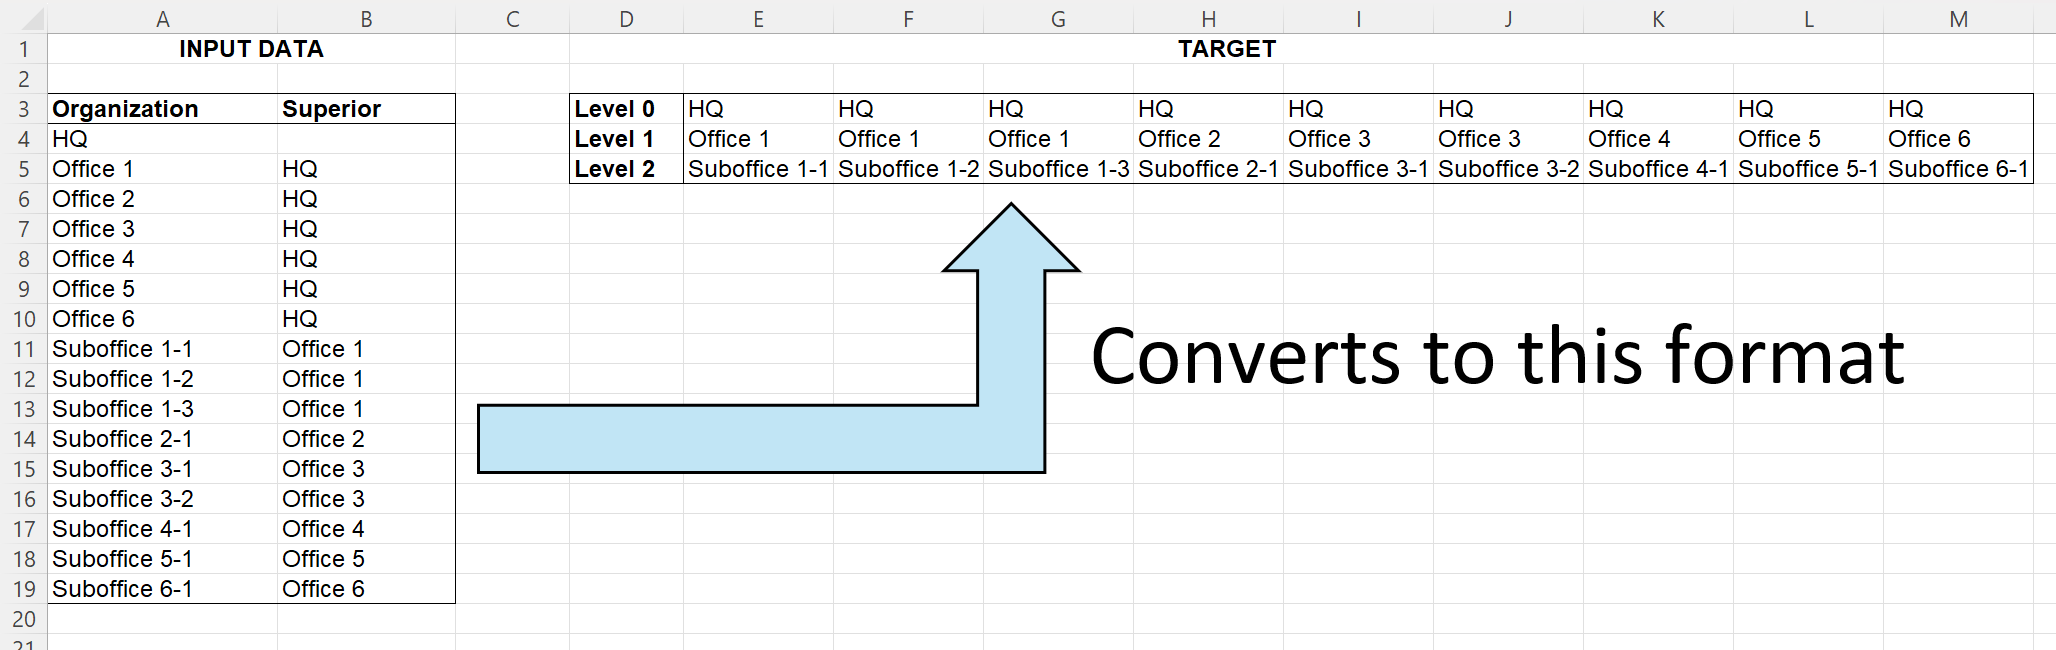 A B C D E F G H I J K L M
1 INPUT DATA TARGET
2
3 Organization Superior Level 0 HQ HQ HQ HQ HQ HQ HQ HQ HQ
4 HQ Level 1 Office 1 Office 1 Office 1 Office 2 Office 3 Office 3 Office 4 Office 5 Office 6
5 Office 1 HQ Level 2 Suboffice 1-1 Suboffice 1-2 Suboffice 1-3 Suboffice 2-1 Suboffice 3-1 Suboffice 3-2 Suboffice 4-1 Suboffice 5-1 Suboffice 6-1
6 Office 2 HQ
7 Office 3 HQ
8 Office 4 HQ
9 Office 5 HQ
10 Office 6 HQ
11 Suboffice 1-1 Office 1
12 Suboffice 1-2 Office 1
Converts to this format
13 Suboffice 1-3 Office 1
14 Suboffice 2-1 Office 2
15 Suboffice 3-1 Office 3
16 Suboffice 3-2 Office 3
17 Suboffice 4-1 Office 4
18 Suboffice 5-1 Office 5
19 Suboffice 6-1 Office 6
20
21